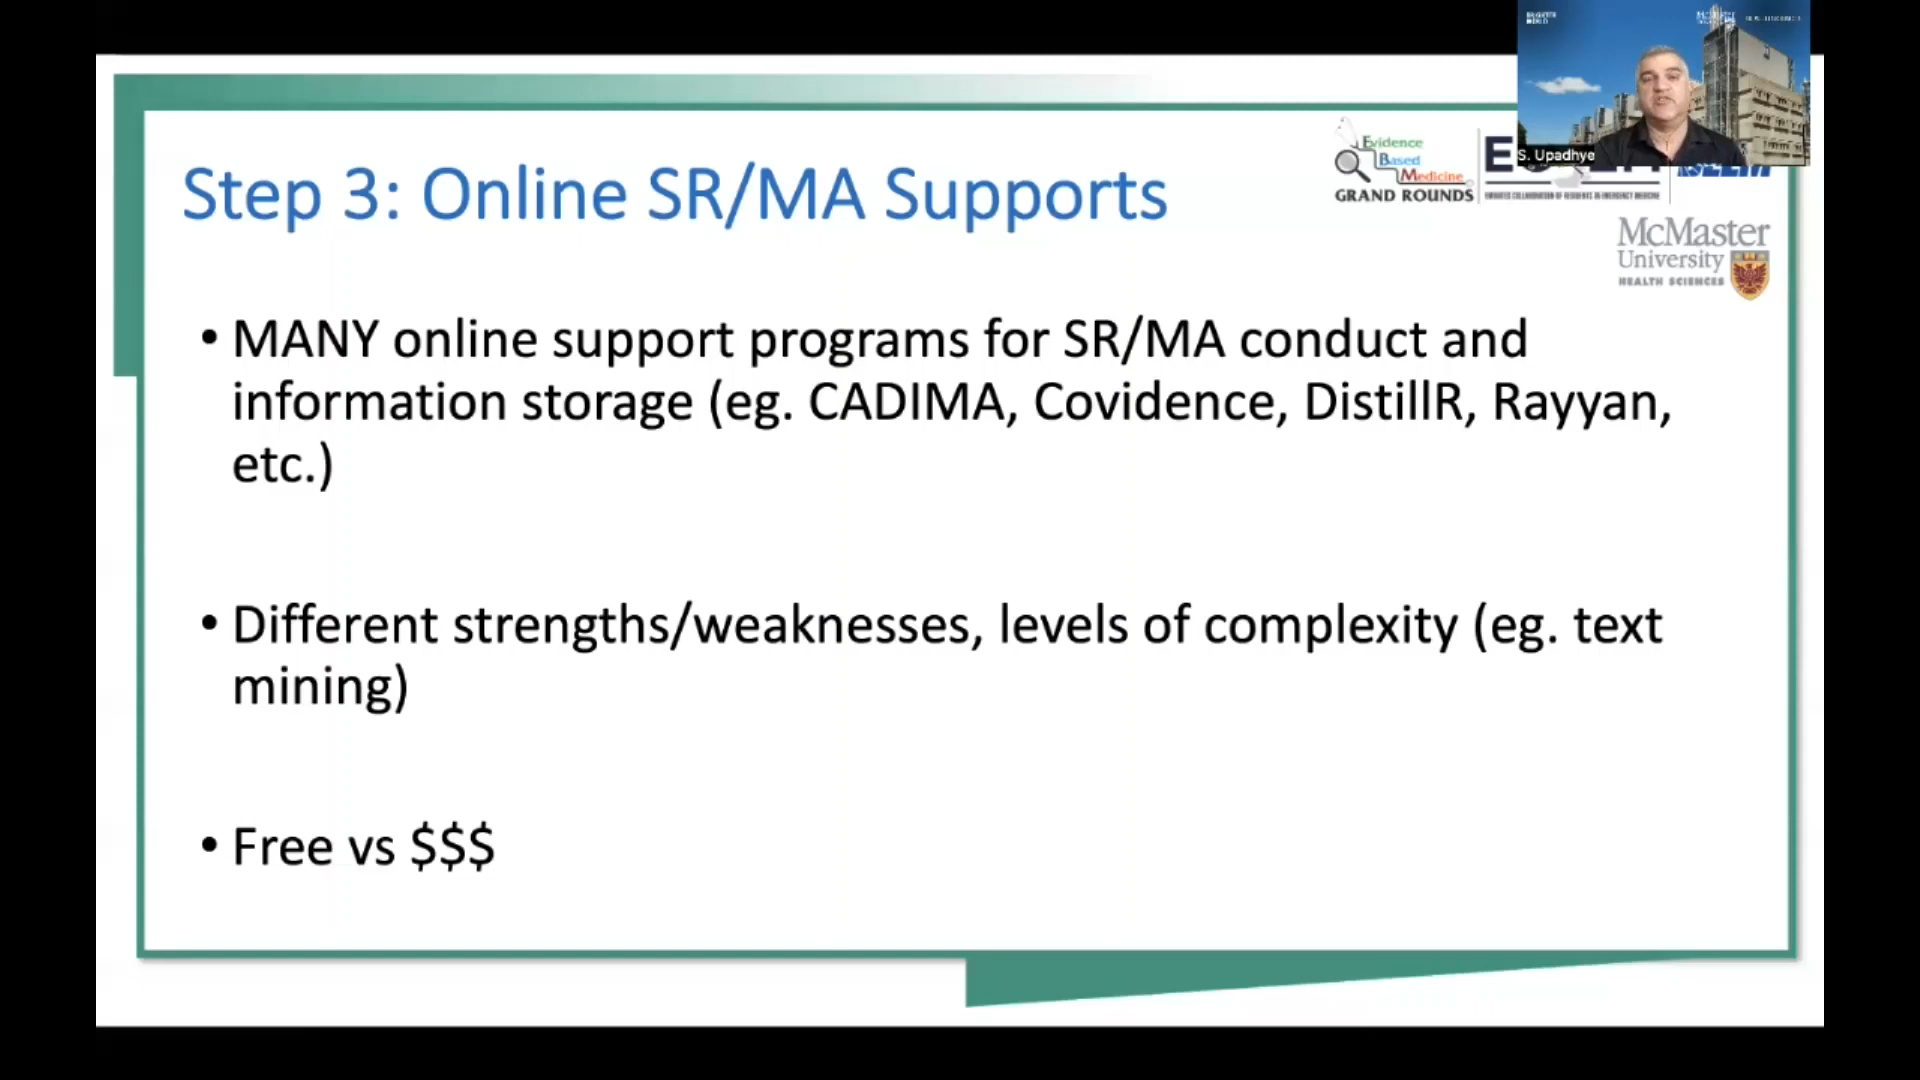 Step 3: Online SR/MA Supports
Evidence
Based
Medicine
GRAND ROUNDS
S. Upadhye
McMaster
University
HEALTH SCIENCES
• MANY online support programs for SR/MA conduct and
information storage (eg. CADIMA, Covidence, DistillR, Rayyan,
etc.)
• Different strengths/weaknesses, levels of complexity (eg. text
mining)
• Free vs $$$